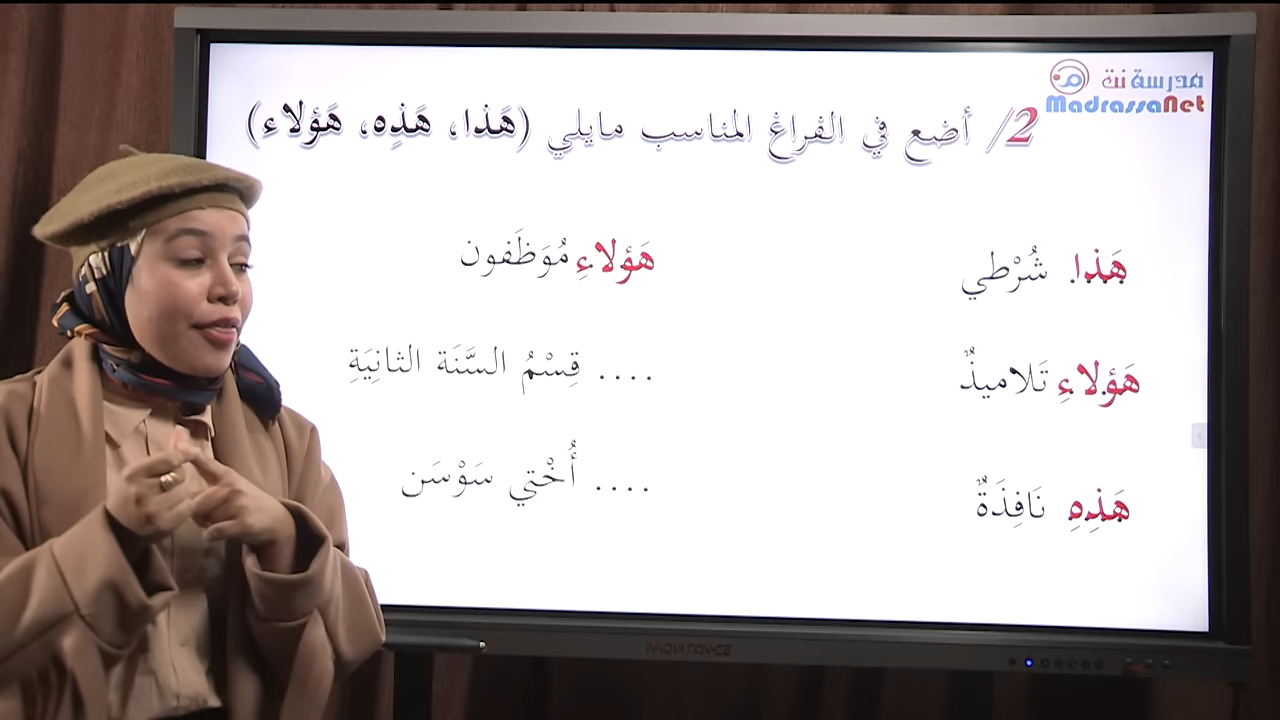 مدرسة نت
MadrassaNet
2/ أضع في الفراغ المناسب مايلي (هَذا، هَذِه، هَؤلاء)
هَذا. شُرْطي
هَؤلاءِ تَلاميذٌ
هَذِهِ نَافِذَةٌ
هَؤلاءِ مُوَظَفون
.... قِسْمُ السَّنَة الثانِيَةِ
.... أُخْتي سَوْسَن